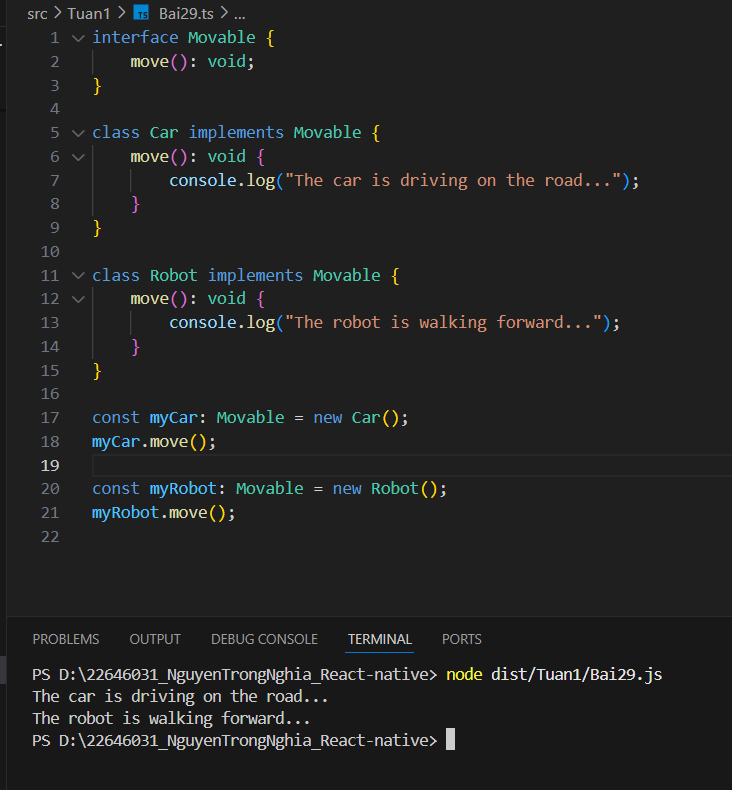 src > Tuan1 > TS Bai29.ts > ...
1 interface Movable {
2     move(): void;
3 }
4
5 class Car implements Movable {
6     move(): void {
7         console.log("The car is driving on the road...");
8     }
9 }
10
11 class Robot implements Movable {
12     move(): void {
13         console.log("The robot is walking forward...");
14     }
15 }
16
17 const myCar: Movable = new Car();
18 myCar.move();
19
20 const myRobot: Movable = new Robot();
21 myRobot.move();
22
PROBLEMS OUTPUT DEBUG CONSOLE TERMINAL PORTS
PS D:\22646031_NguyenTrongNghia_React-native> node dist/Tuan1/Bai29.js
The car is driving on the road...
The robot is walking forward...
PS D:\22646031_NguyenTrongNghia_React-native>